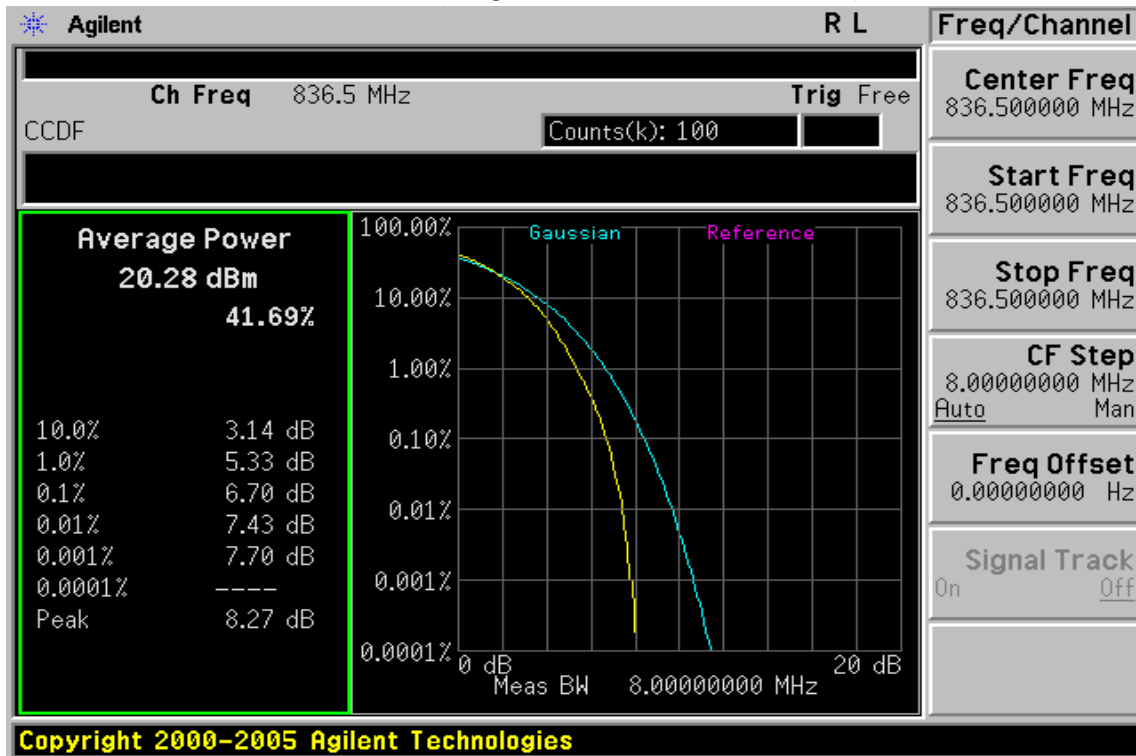 Agilent R L
Ch Freq 836.5 MHz Trig Free
CCDF
Counts(k): 100
Average Power
20.28 dBm
41.69%
10.0% 3.14 dB
1.0% 5.33 dB
0.1% 6.70 dB
0.01% 7.43 dB
0.001% 7.70 dB
0.0001% ----
Peak 8.27 dB
Gaussian Reference
100.00%
10.00%
1.00%
0.10%
0.01%
0.001%
0.0001%
0 dB 20 dB
Meas BW 8.00000000 MHz
Freq/Channel
Center Freq
836.500000 MHz
Start Freq
836.500000 MHz
Stop Freq
836.500000 MHz
CF Step
8.00000000 MHz
Auto Man
Freq Offset
0.00000000 Hz
Signal Track
On Off
Copyright 2000-2005 Agilent Technologies